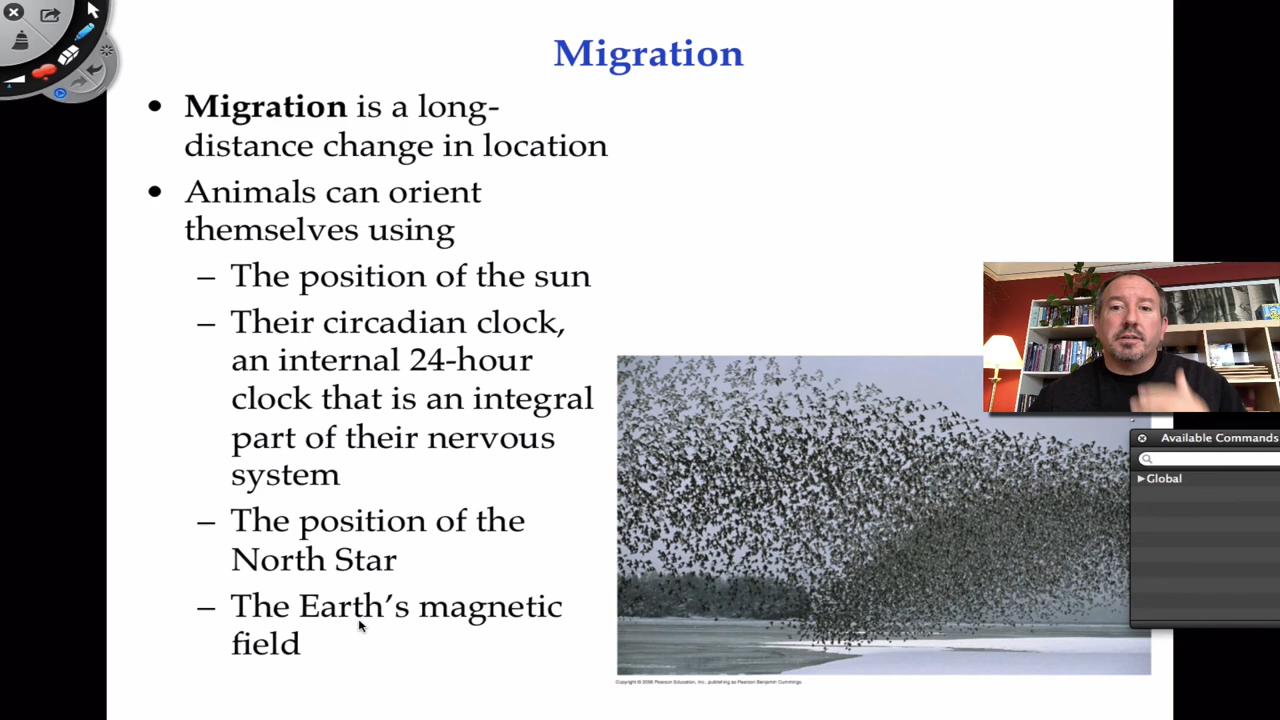 Migration
• Migration is a long-
distance change in location
• Animals can orient
themselves using
– The position of the sun
– Their circadian clock,
an internal 24-hour
clock that is an integral
part of their nervous
system
– The position of the
North Star
– The Earth’s magnetic
field
Available Commands
Global
Copyright © 2008 Pearson Education, Inc., publishing as Pearson Benjamin Cummings.